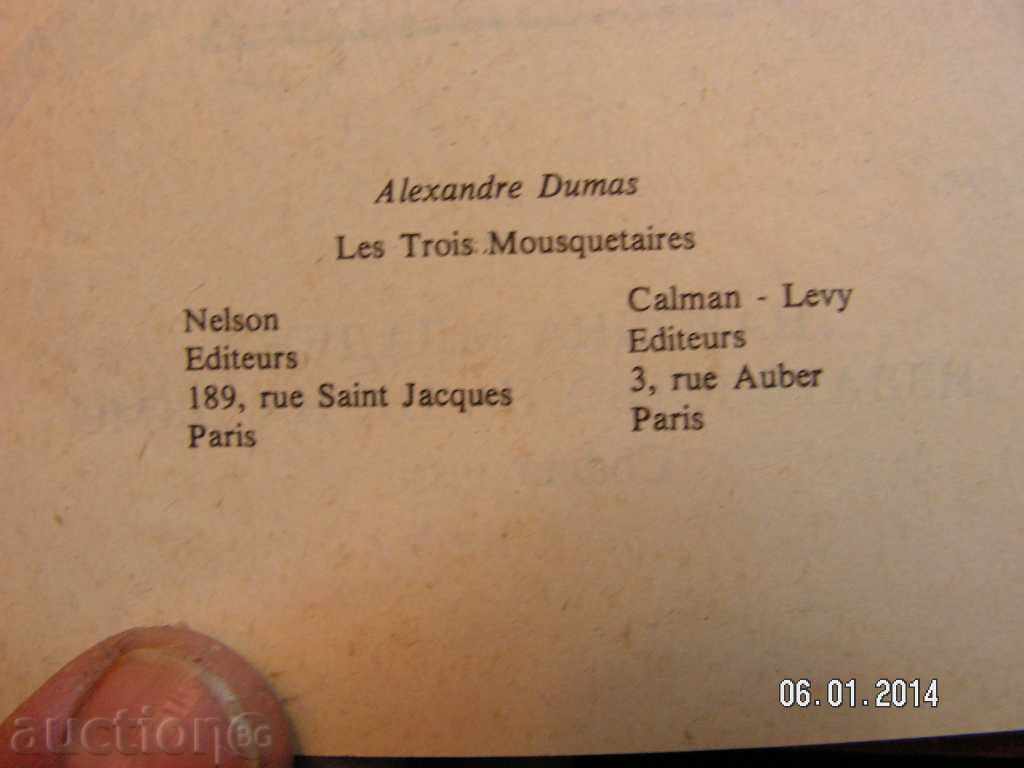 Alexandre Dumas
Les Trois Mousquetaires
Nelson
Editeurs
189, rue Saint Jacques
Paris
Calman - Levy
Editeurs
3, rue Auber
Paris
06.01.2014
auction BG